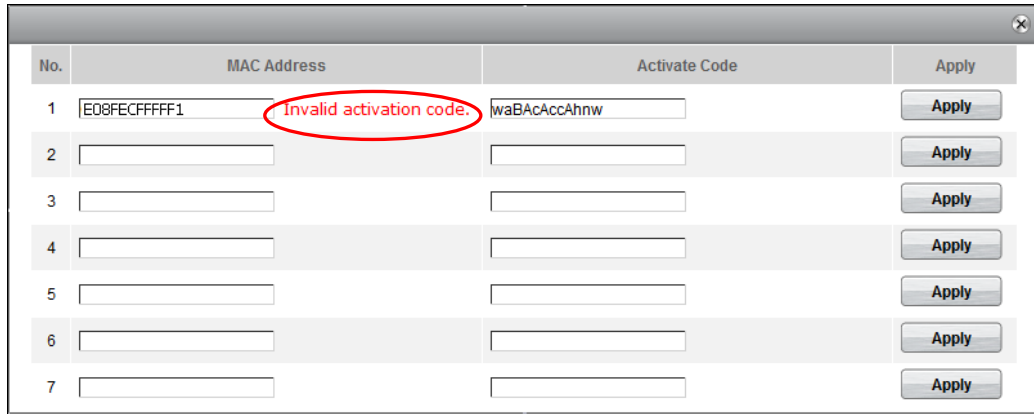 No. MAC Address Activate Code Apply
1 E08FECFFFFF1 Invalid activation code. waBAcAccAhnw Apply
2 Apply
3 Apply
4 Apply
5 Apply
6 Apply
7 Apply